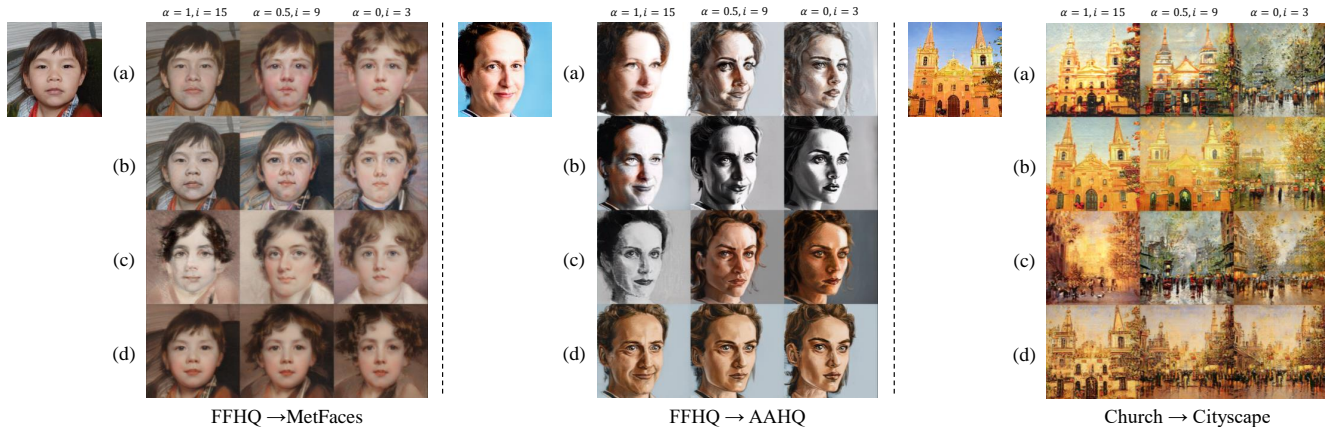 α = 1, i = 15 α = 0.5, i = 9 α = 0, i = 3
(a)
(b)
(c)
(d)
FFHQ →MetFaces
α = 1, i = 15 α = 0.5, i = 9 α = 0, i = 3
(a)
(b)
(c)
(d)
FFHQ → AAHQ
α = 1, i = 15 α = 0.5, i = 9 α = 0, i = 3
(a)
(b)
(c)
(d)
Church → Cityscape